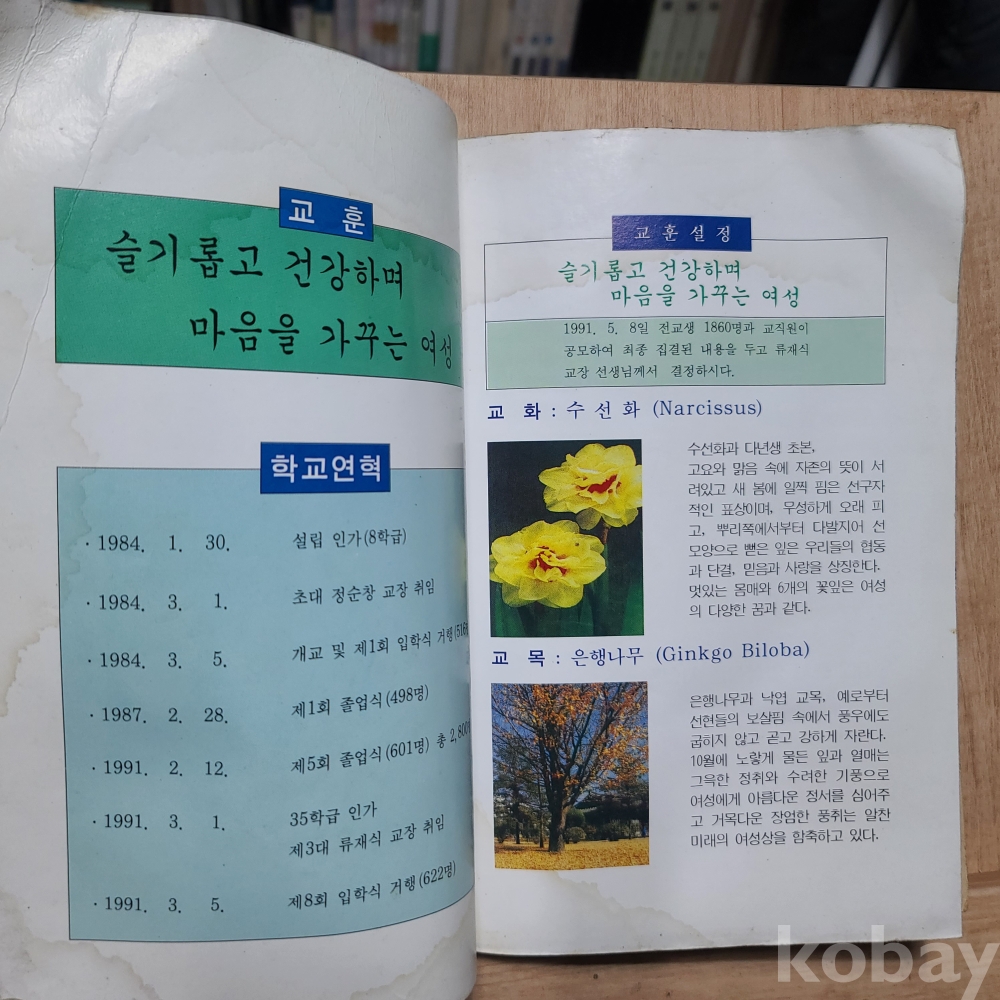 교 훈
슬기롭고 건강하며
마음을 가꾸는 여성
학교연혁
· 1984. 1. 30. 설립 인가(8학급)
· 1984. 3. 1. 초대 정순창 교장 취임
· 1984. 3. 5. 개교 및 제1회 입학식 거행
· 1987. 2. 28. 제1회 졸업식(498명)
· 1991. 2. 12. 제5회 졸업식(601명) 총
· 1991. 3. 1. 35학급 인가
제3대 류재식 교장 취임
· 1991. 3. 5. 제8회 입학식 거행(622명)
교훈설정
슬기롭고 건강하며
마음을 가꾸는 여성
1991. 5. 8일 전교생 1860명과 교직원이
공모하여 최종 집결된 내용을 두고 류재식
교장 선생님께서 결정하시다.
교 화 : 수선화 (Narcissus)
수선화과 다년생 초본,
고요와 맑음 속에 자존의 뜻이 서
려있고 새 봄에 일찍 핌은 선구자
적인 표상이며, 무성하게 오래 피
고, 뿌리쪽에서부터 다발지어 선
모양으로 뻗은 잎은 우리들의 협동
과 단결, 믿음과 사랑을 상징한다.
멋있는 몸매와 6개의 꽃잎은 여성
의 다양한 꿈과 같다.
교 목 : 은행나무 (Ginkgo Biloba)
은행나무과 낙엽 교목, 예로부터
선현들의 보살핌 속에서 풍우에도
굽히지 않고 곧고 강하게 자란다.
10월에 노랗게 물든 잎과 열매는
그윽한 정취와 수려한 기풍으로
여성에게 아름다운 정서를 심어주
고 거목다운 장엄한 풍취는 알찬
미래의 여성상을 함축하고 있다.
kobay